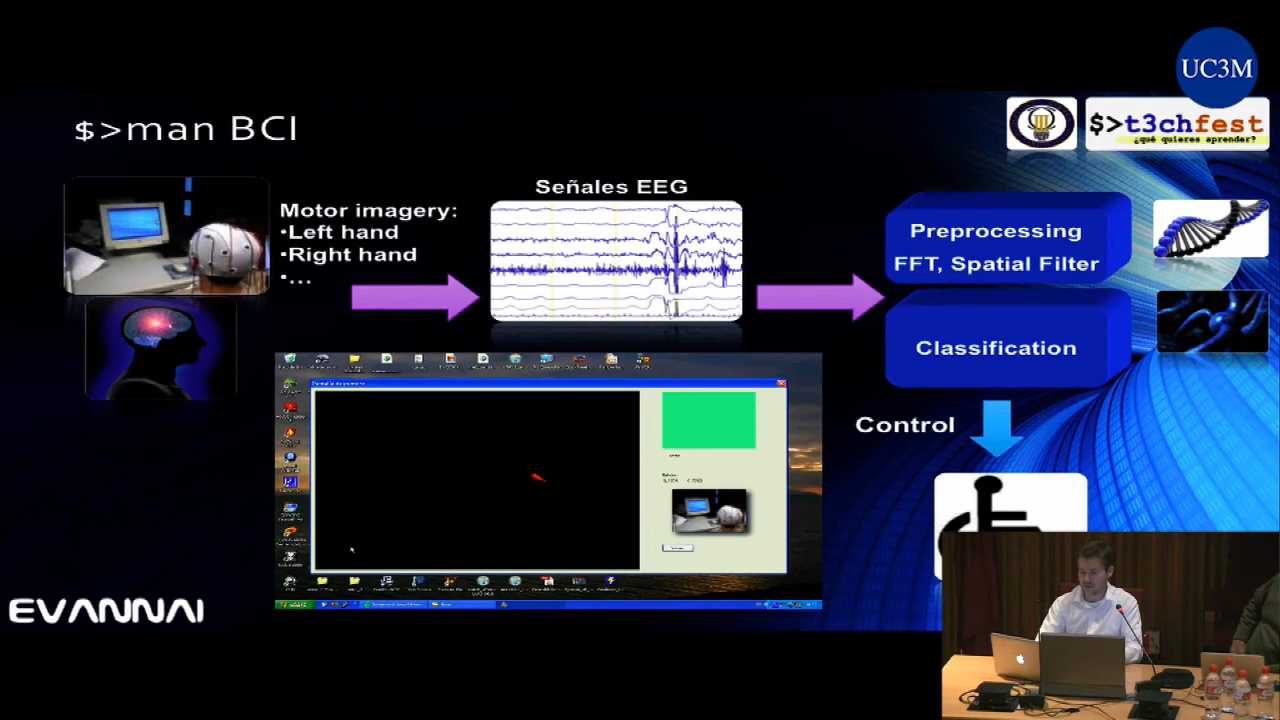 UC3M
$>man BCI
$>t3chfest
¿qué quieres aprender?
Motor imagery:
•Left hand
•Right hand
•...
Señales EEG
Preprocessing
FFT, Spatial Filter
Classification
Control
EVANNAI